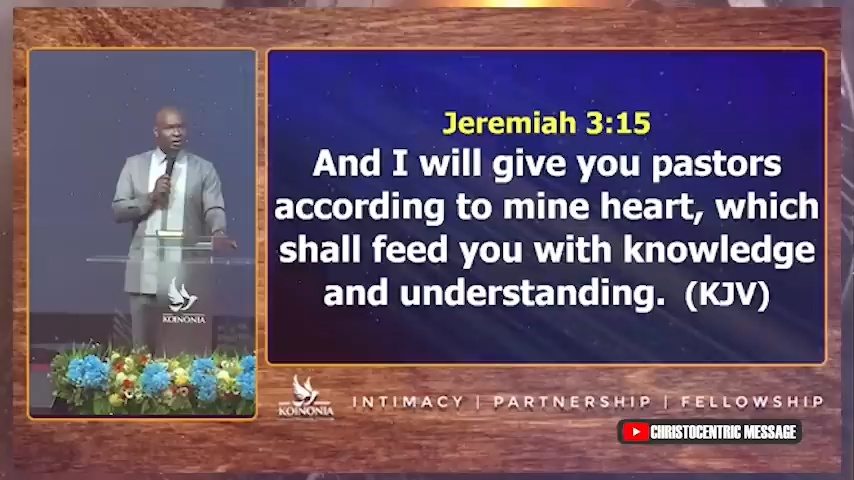 Jeremiah 3:15
And I will give you pastors
according to mine heart, which
shall feed you with knowledge
and understanding. (KJV)
KOINONIA
KOINONIA
INTIMACY | PARTNERSHIP | FELLOWSHIP
CHRISTOCENTRIC MESSAGE